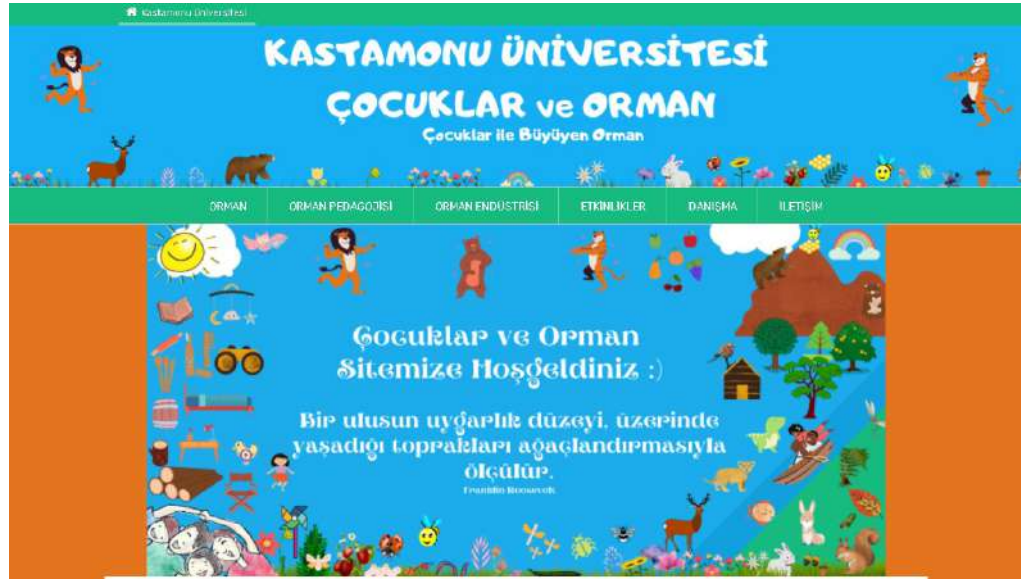 Kastamonu Üniversitesi
KASTAMONU ÜNİVERSİTESİ
ÇOCUKLAR ve ORMAN
Çocuklar ile Büyüyen Orman
ORMAN ORMAN PEDAGOJİSİ ORMAN ENDÜSTRİSİ ETKİNLİKLER DANIŞMA İLETİŞİM
Çocuklar ve Orman
Sitemize Hoşgeldiniz :)
Bir ulusun uygarlık düzeyi, üzerinde
yaşadığı toprakları ağaçlandırmasıyla
ölçülür.
Franklin Roosevelt